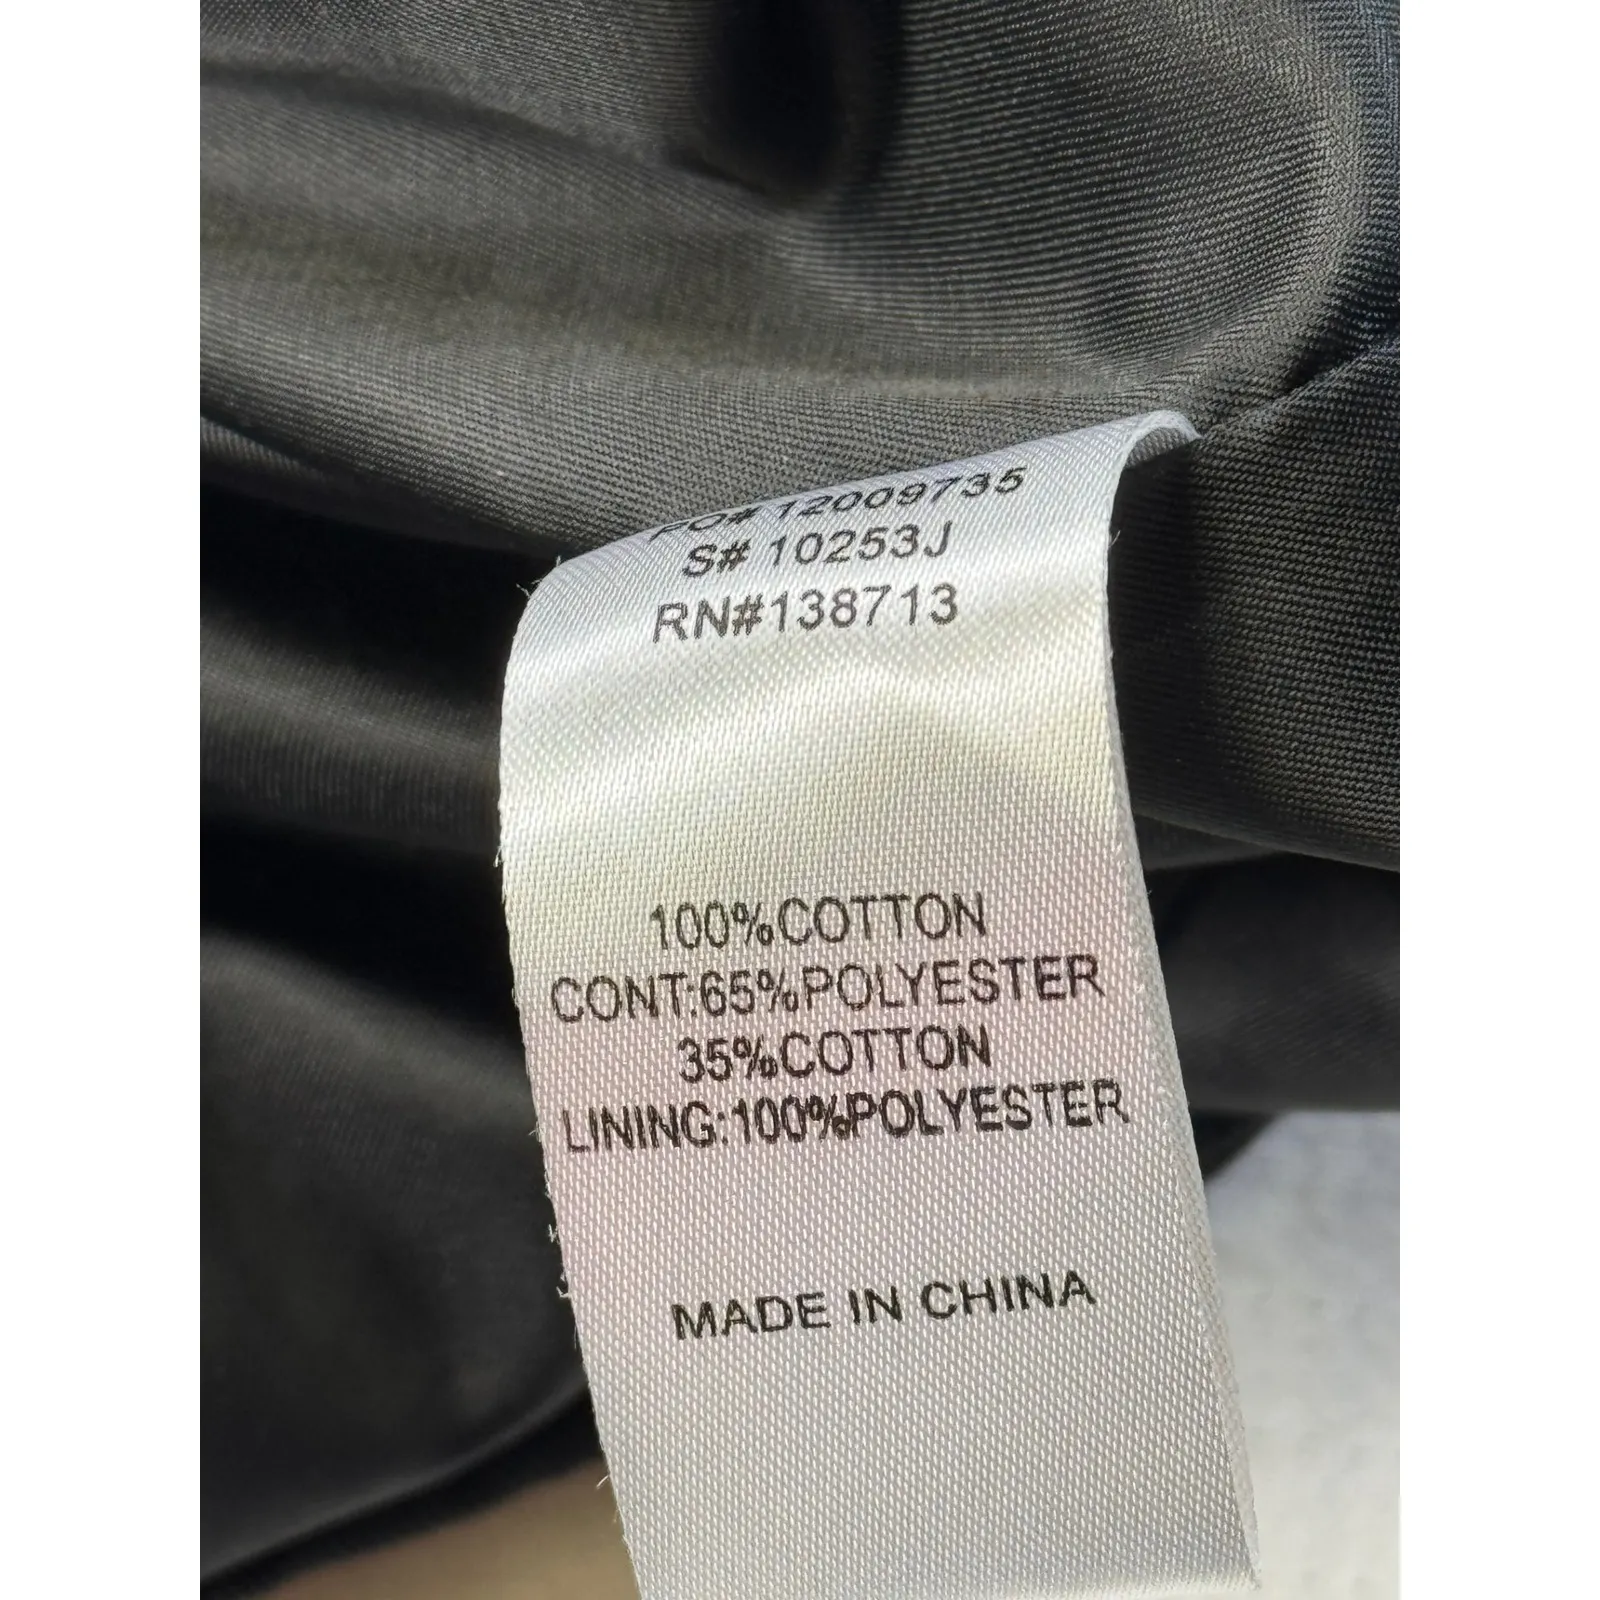 PO# 12009735
S# 10253J
RN#138713
100%COTTON
CONT:65%POLYESTER
35%COTTON
LINING:100%POLYESTER
MADE IN CHINA